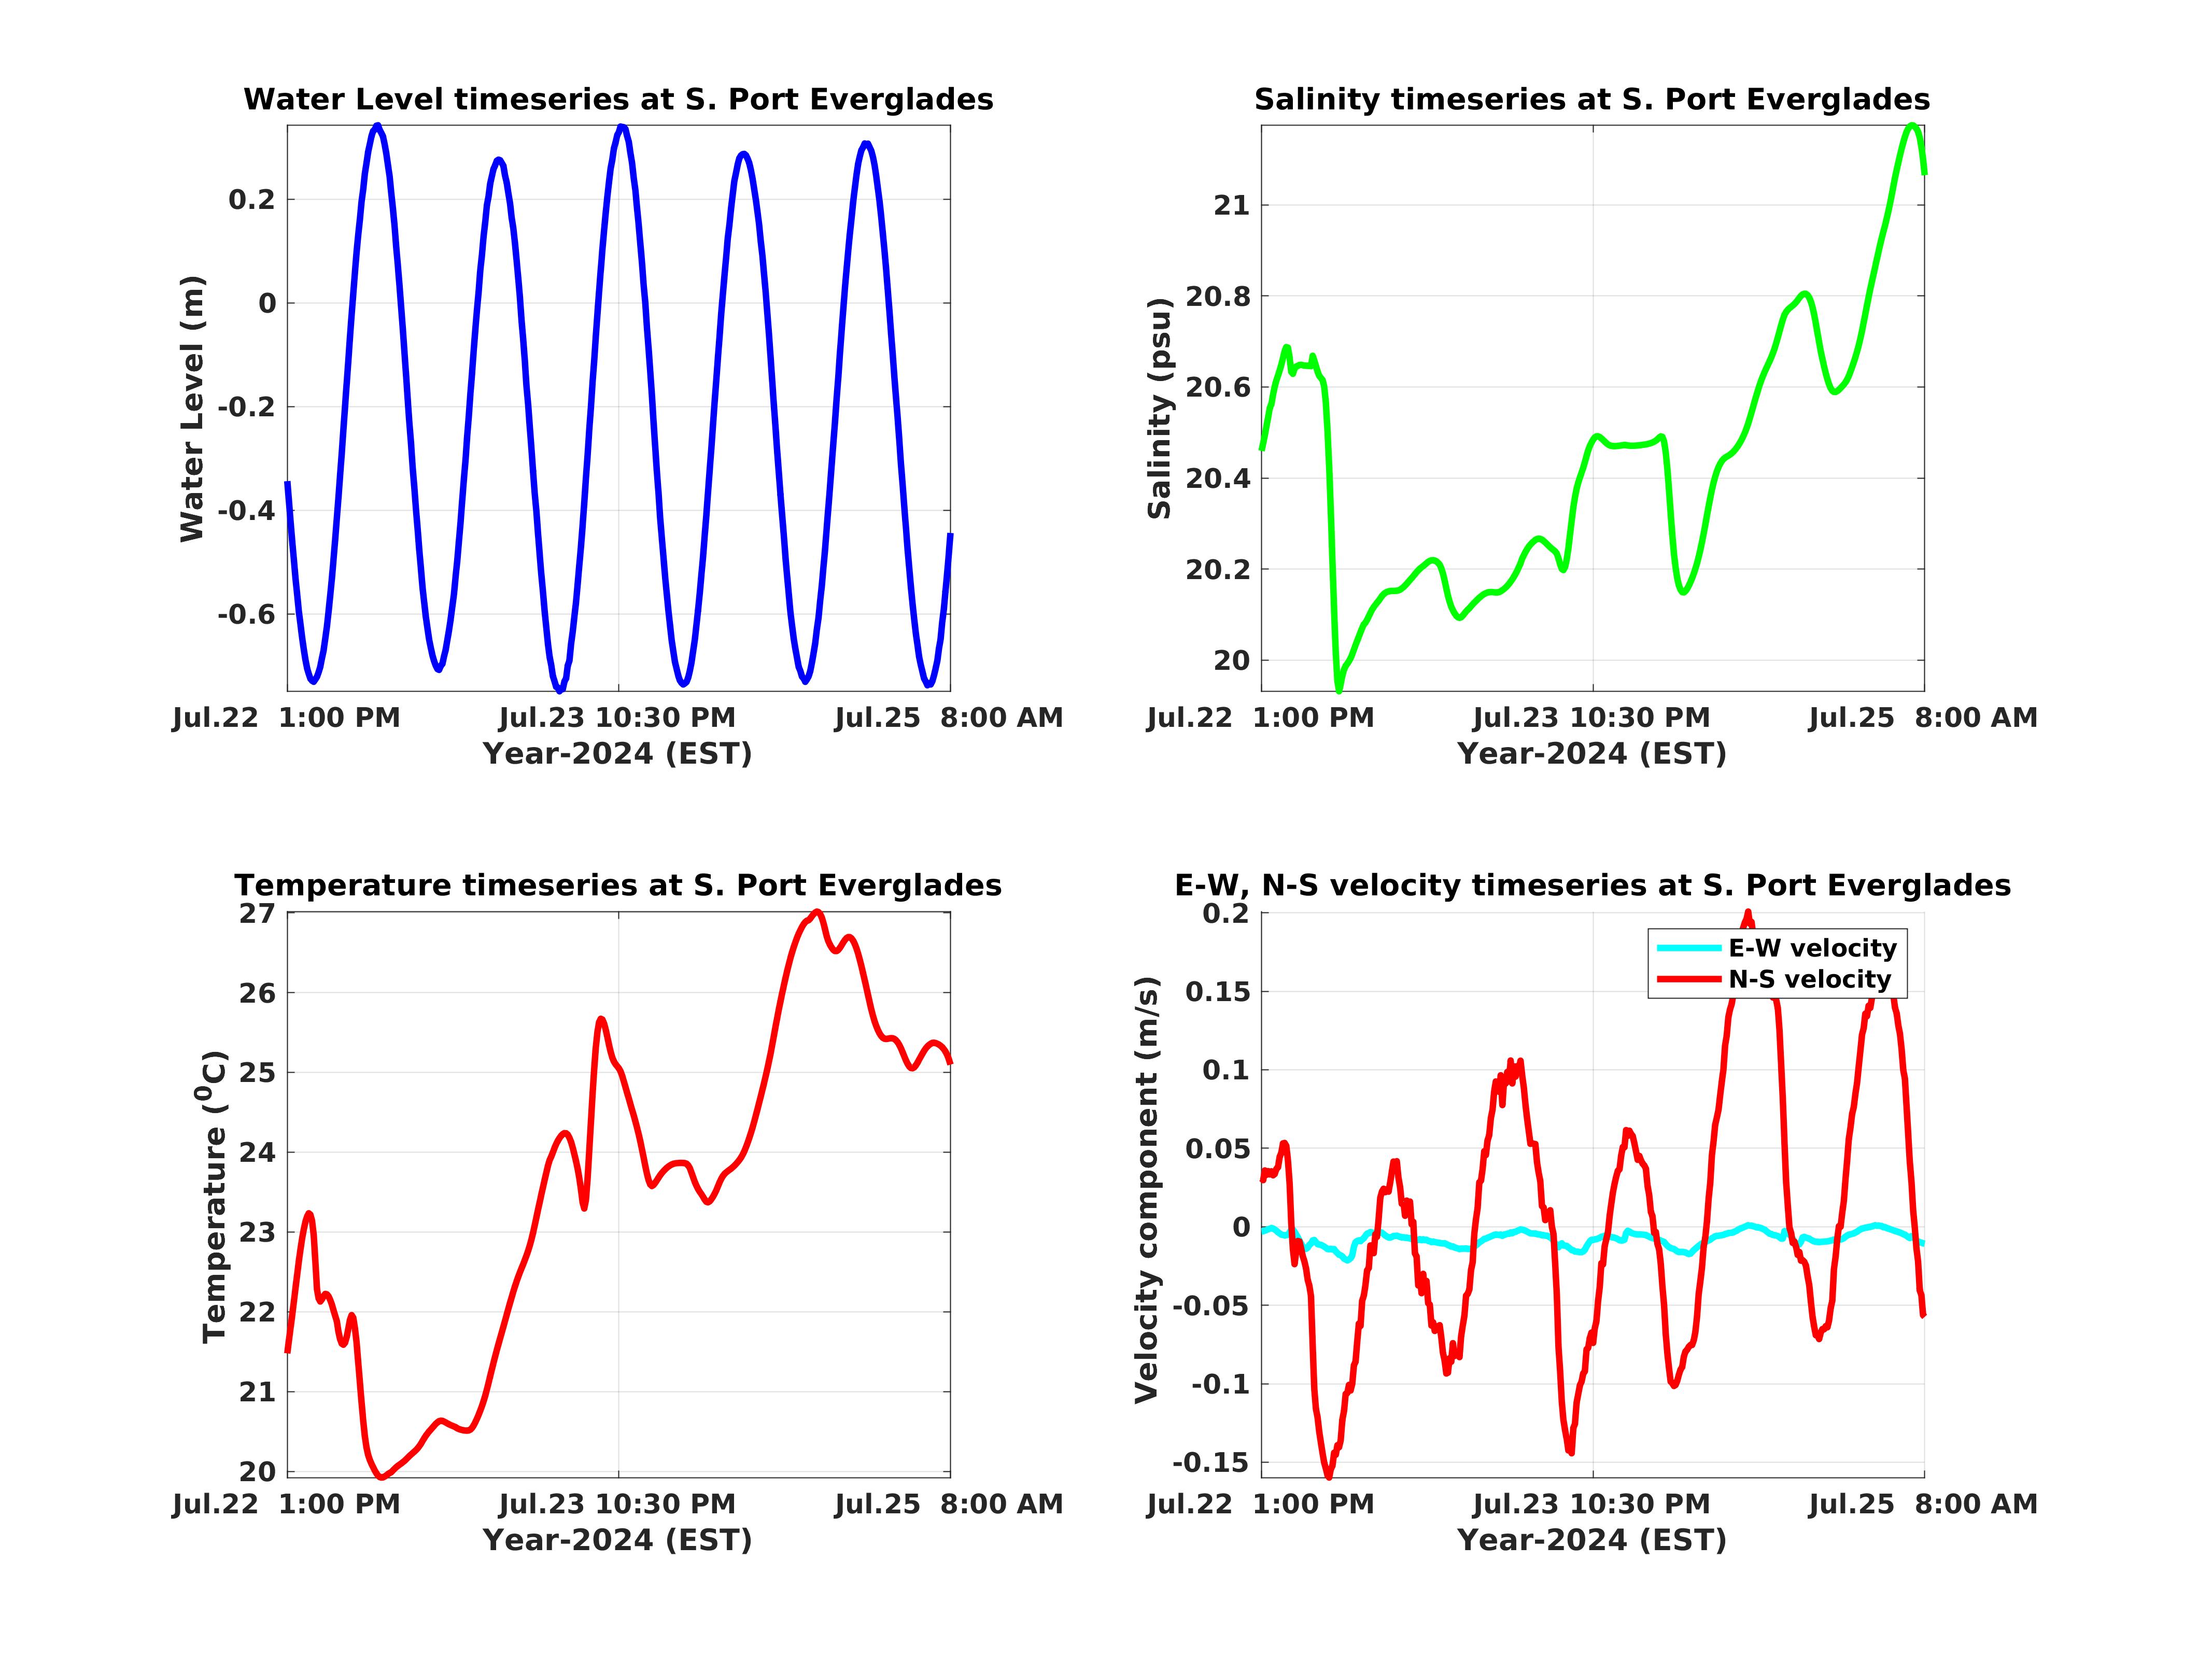 Water Level timeseries at S. Port Everglades
Water Level (m)
0.2
0
-0.2
-0.4
-0.6
Jul.22  1:00 PM
Jul.23 10:30 PM
Jul.25  8:00 AM
Year-2024 (EST)
Salinity timeseries at S. Port Everglades
Salinity (psu)
21
20.8
20.6
20.4
20.2
20
Jul.22  1:00 PM
Jul.23 10:30 PM
Jul.25  8:00 AM
Year-2024 (EST)
Temperature timeseries at S. Port Everglades
Temperature (⁰C)
27
26
25
24
23
22
21
20
Jul.22  1:00 PM
Jul.23 10:30 PM
Jul.25  8:00 AM
Year-2024 (EST)
E-W, N-S velocity timeseries at S. Port Everglades
Velocity component (m/s)
0.2
0.15
0.1
0.05
0
-0.05
-0.1
-0.15
E-W velocity
N-S velocity
Jul.22  1:00 PM
Jul.23 10:30 PM
Jul.25  8:00 AM
Year-2024 (EST)